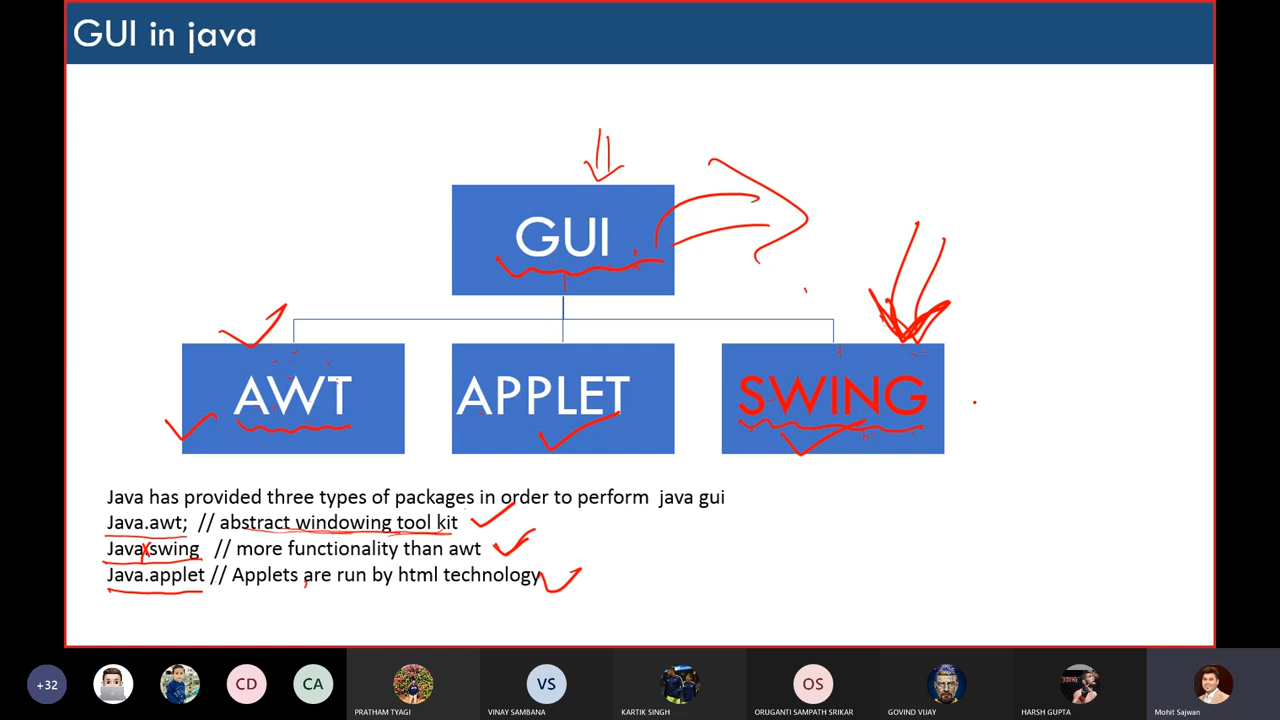 GUI in java
GUI
AWT
APPLET
SWING
Java has provided three types of packages in order to perform java gui
Java.awt; // abstract windowing tool kit
Javaxswing // more functionality than awt
Java.applet // Applets are run by html technology
+32
CD
CA
PRATHAM TYAGI
VS
VINAY SAMBANA
KARTIK SINGH
OS
ORUGANTI SAMPATH SRIKAR
GOVIND VIJAY
HARSH GUPTA
Mohit Sajwan